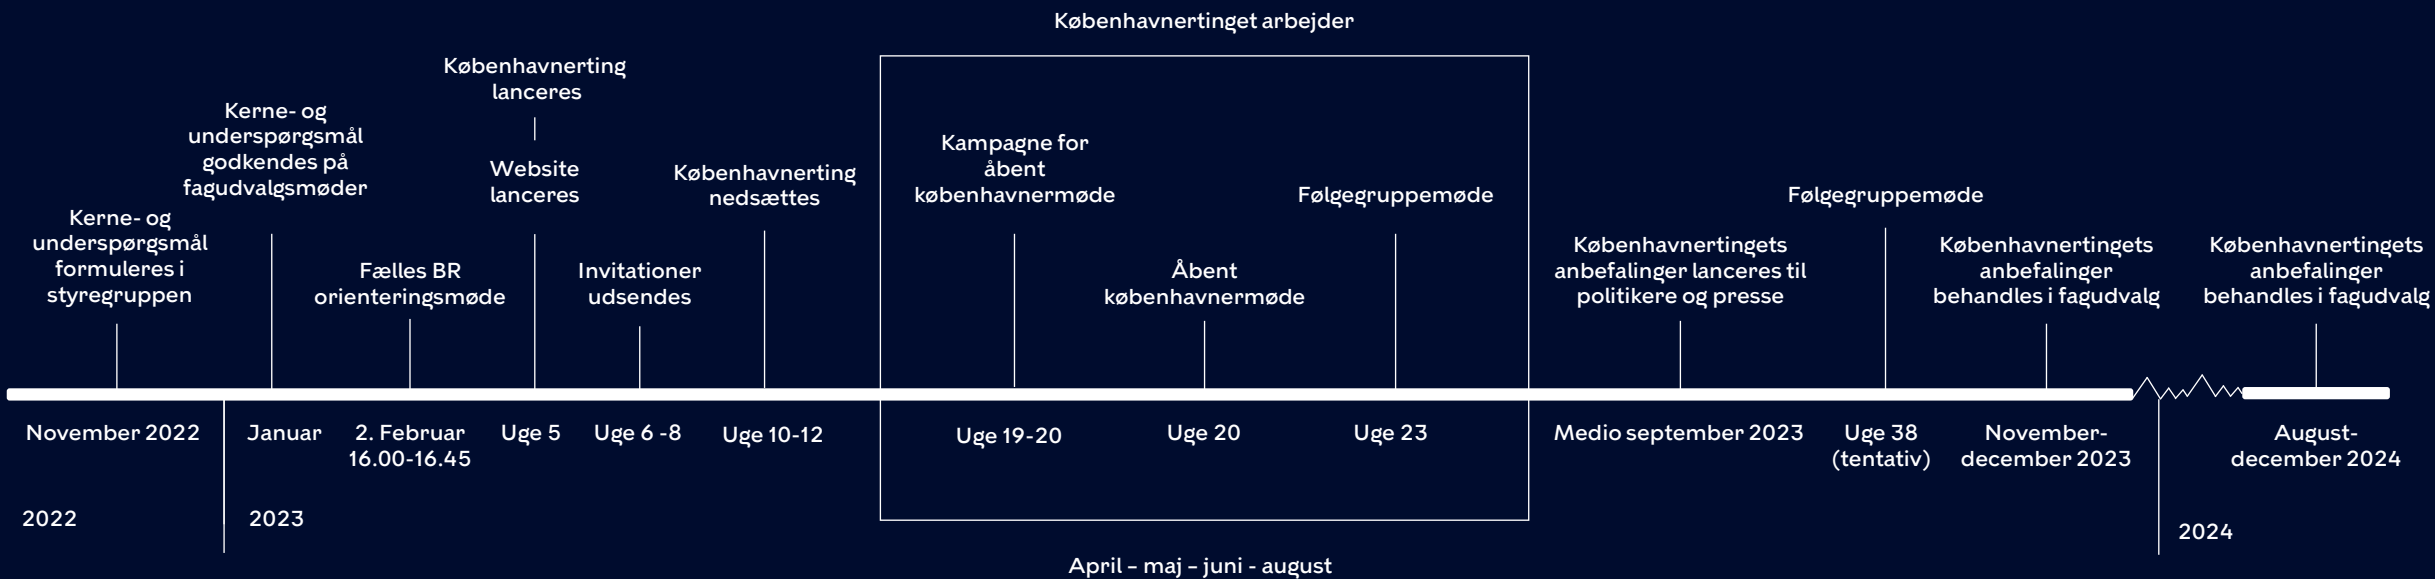 Københavnertinget arbejder
Kerne- og
underspørgsmål
formuleres i
styregruppen
Kerne- og
underspørgsmål
godkendes på
fagudvalgsmøder
Fælles BR
orienteringsmøde
Københavnerting
lanceres
Website
lanceres
Invitationer
udsendes
Københavnerting
nedsættes
Kampagne for
åbent
københavnermøde
Åbent
københavnermøde
Følgegruppemøde
Københavnertingets
anbefalinger lanceres til
politikere og presse
Følgegruppemøde
Københavnertingets
anbefalinger
behandles i fagudvalg
Københavnertingets
anbefalinger
behandles i fagudvalg
November 2022
Januar
2. Februar
16.00-16.45
Uge 5
Uge 6 -8
Uge 10-12
Uge 19-20
Uge 20
Uge 23
Medio september 2023
Uge 38
(tentativ)
November-
december 2023
August-
december 2024
2022
2023
2024
April – maj – juni - august